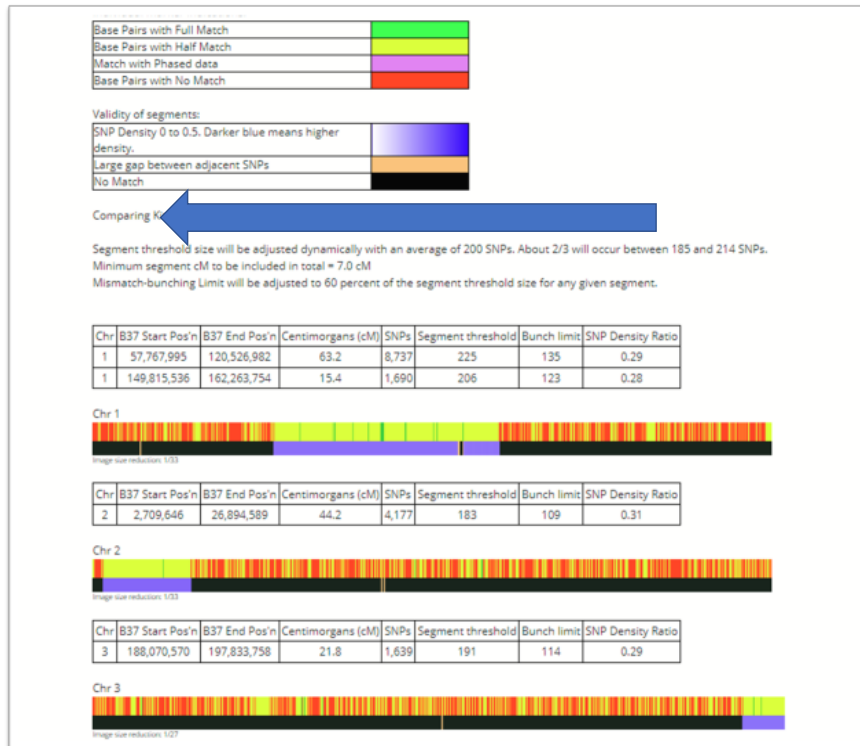 Base Pairs with Full Match
Base Pairs with Half Match
Match with Phased data
Base Pairs with No Match
Validity of segments:
SNP Density 0 to 0.5. Darker blue means higher
density.
Large gap between adjacent SNPs
No Match
Comparing
Segment threshold size will be adjusted dynamically with an average of 200 SNPs. About 2/3 will occur between 185 and 214 SNPs.
Minimum segment cM to be included in total = 7.0 cM
Mismatch-bunching Limit will be adjusted to 60 percent of the segment threshold size for any given segment.
Chr B37 Start Pos'n B37 End Pos'n Centimorgans (cM) SNPs Segment threshold Bunch limit SNP Density Ratio
1 57,767,995 120,526,982 63.2 8,737 225 135 0.29
1 149,815,536 162,263,754 15.4 1,690 206 123 0.28
Chr 1
Image size reduction: 1/33
Chr B37 Start Pos'n B37 End Pos'n Centimorgans (cM) SNPs Segment threshold Bunch limit SNP Density Ratio
2 2,709,646 26,894,589 44.2 4,177 183 109 0.31
Chr 2
Image size reduction: 1/33
Chr B37 Start Pos'n B37 End Pos'n Centimorgans (cM) SNPs Segment threshold Bunch limit SNP Density Ratio
3 188,070,570 197,833,758 21.8 1,639 191 114 0.29
Chr 3
Image size reduction: 1/27